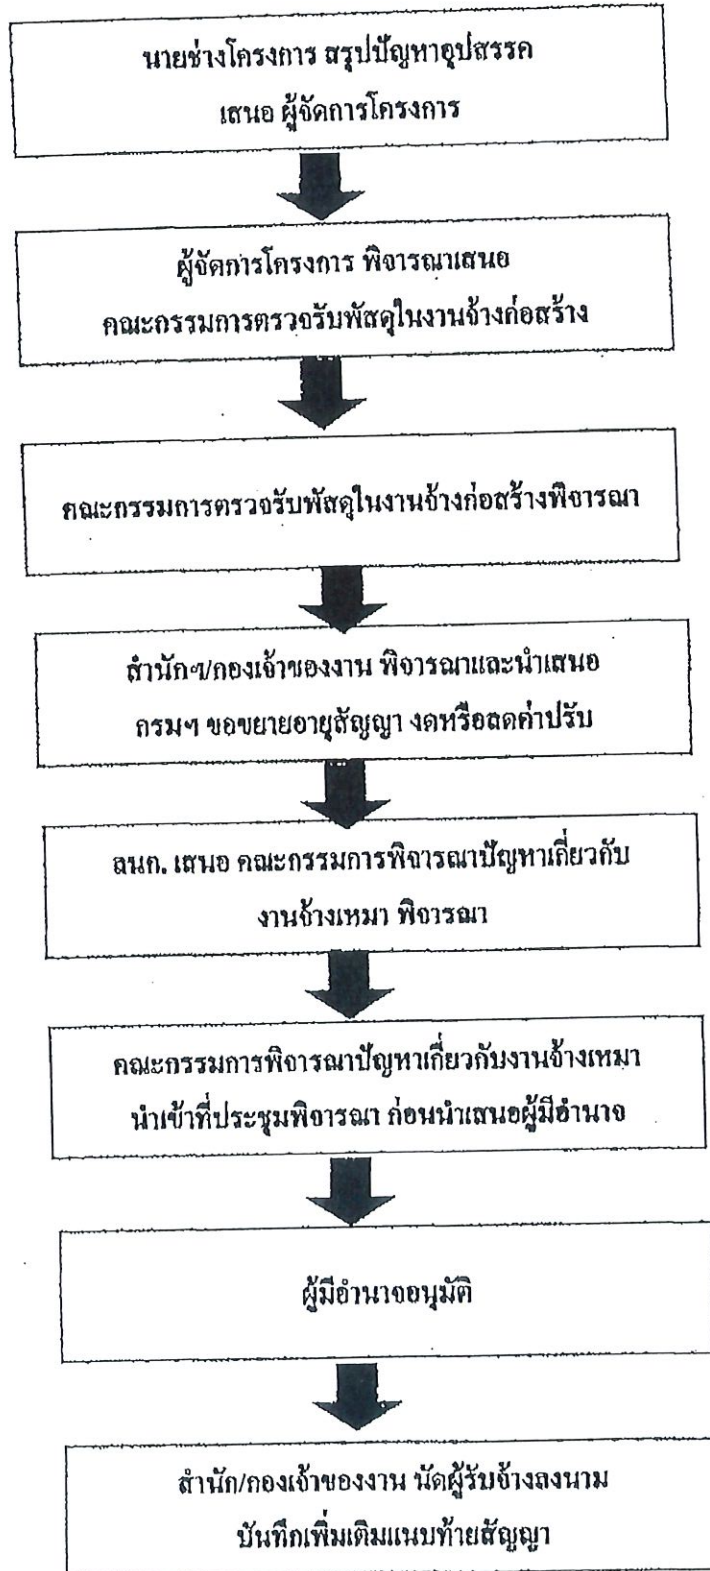 นายช่างโครงการ สรุปปัญหาอุปสรรค
เสนอ ผู้จัดการโครงการ
ผู้จัดการโครงการ พิจารณาเสนอ
คณะกรรมการตรวจรับพัสดุในงานจ้างก่อสร้าง
คณะกรรมการตรวจรับพัสดุในงานจ้างก่อสร้างพิจารณา
สำนักฯ/กองเจ้าของงาน พิจารณาและนำเสนอ
กรมฯ ขอขยายอายุสัญญา งดหรือลดค่าปรับ
ลนก. เสนอ คณะกรรมการพิจารณาปัญหาเกี่ยวกับ
งานจ้างเหมา พิจารณา
คณะกรรมการพิจารณาปัญหาเกี่ยวกับงานจ้างเหมา
นำเข้าที่ประชุมพิจารณา ก่อนนำเสนอผู้มีอำนาจ
ผู้มีอำนาจอนุมัติ
สำนัก/กองเจ้าของงาน นัดผู้รับจ้างลงนาม
บันทึกเพิ่มเติมแนบท้ายสัญญา